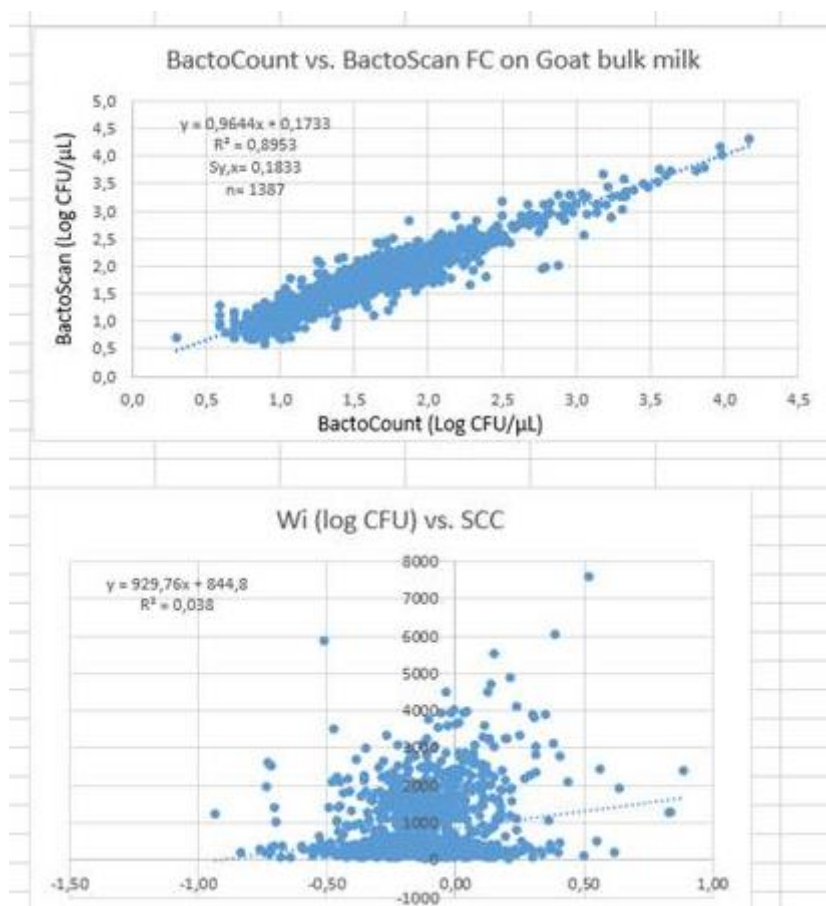 BactoCount vs. BactoScan FC on Goat bulk milk
5,0
4,5
4,0
3,5
3,0
2,5
2,0
1,5
1,0
0,5
0,0
y = 0,9644x + 0,1733
R² = 0,8953
Sy,x= 0,1833
n= 1387
BactoScan (Log CFU/µL)
0,0 0,5 1,0 1,5 2,0 2,5 3,0 3,5 4,0 4,5
BactoCount (Log CFU/µL)
Wi (log CFU) vs. SCC
y = 929,76x + 844,8
R² = 0,038
8000
7000
6000
5000
4000
3000
2000
1000
0
-1000
-1,50 -1,00 -0,50 0,00 0,50 1,00